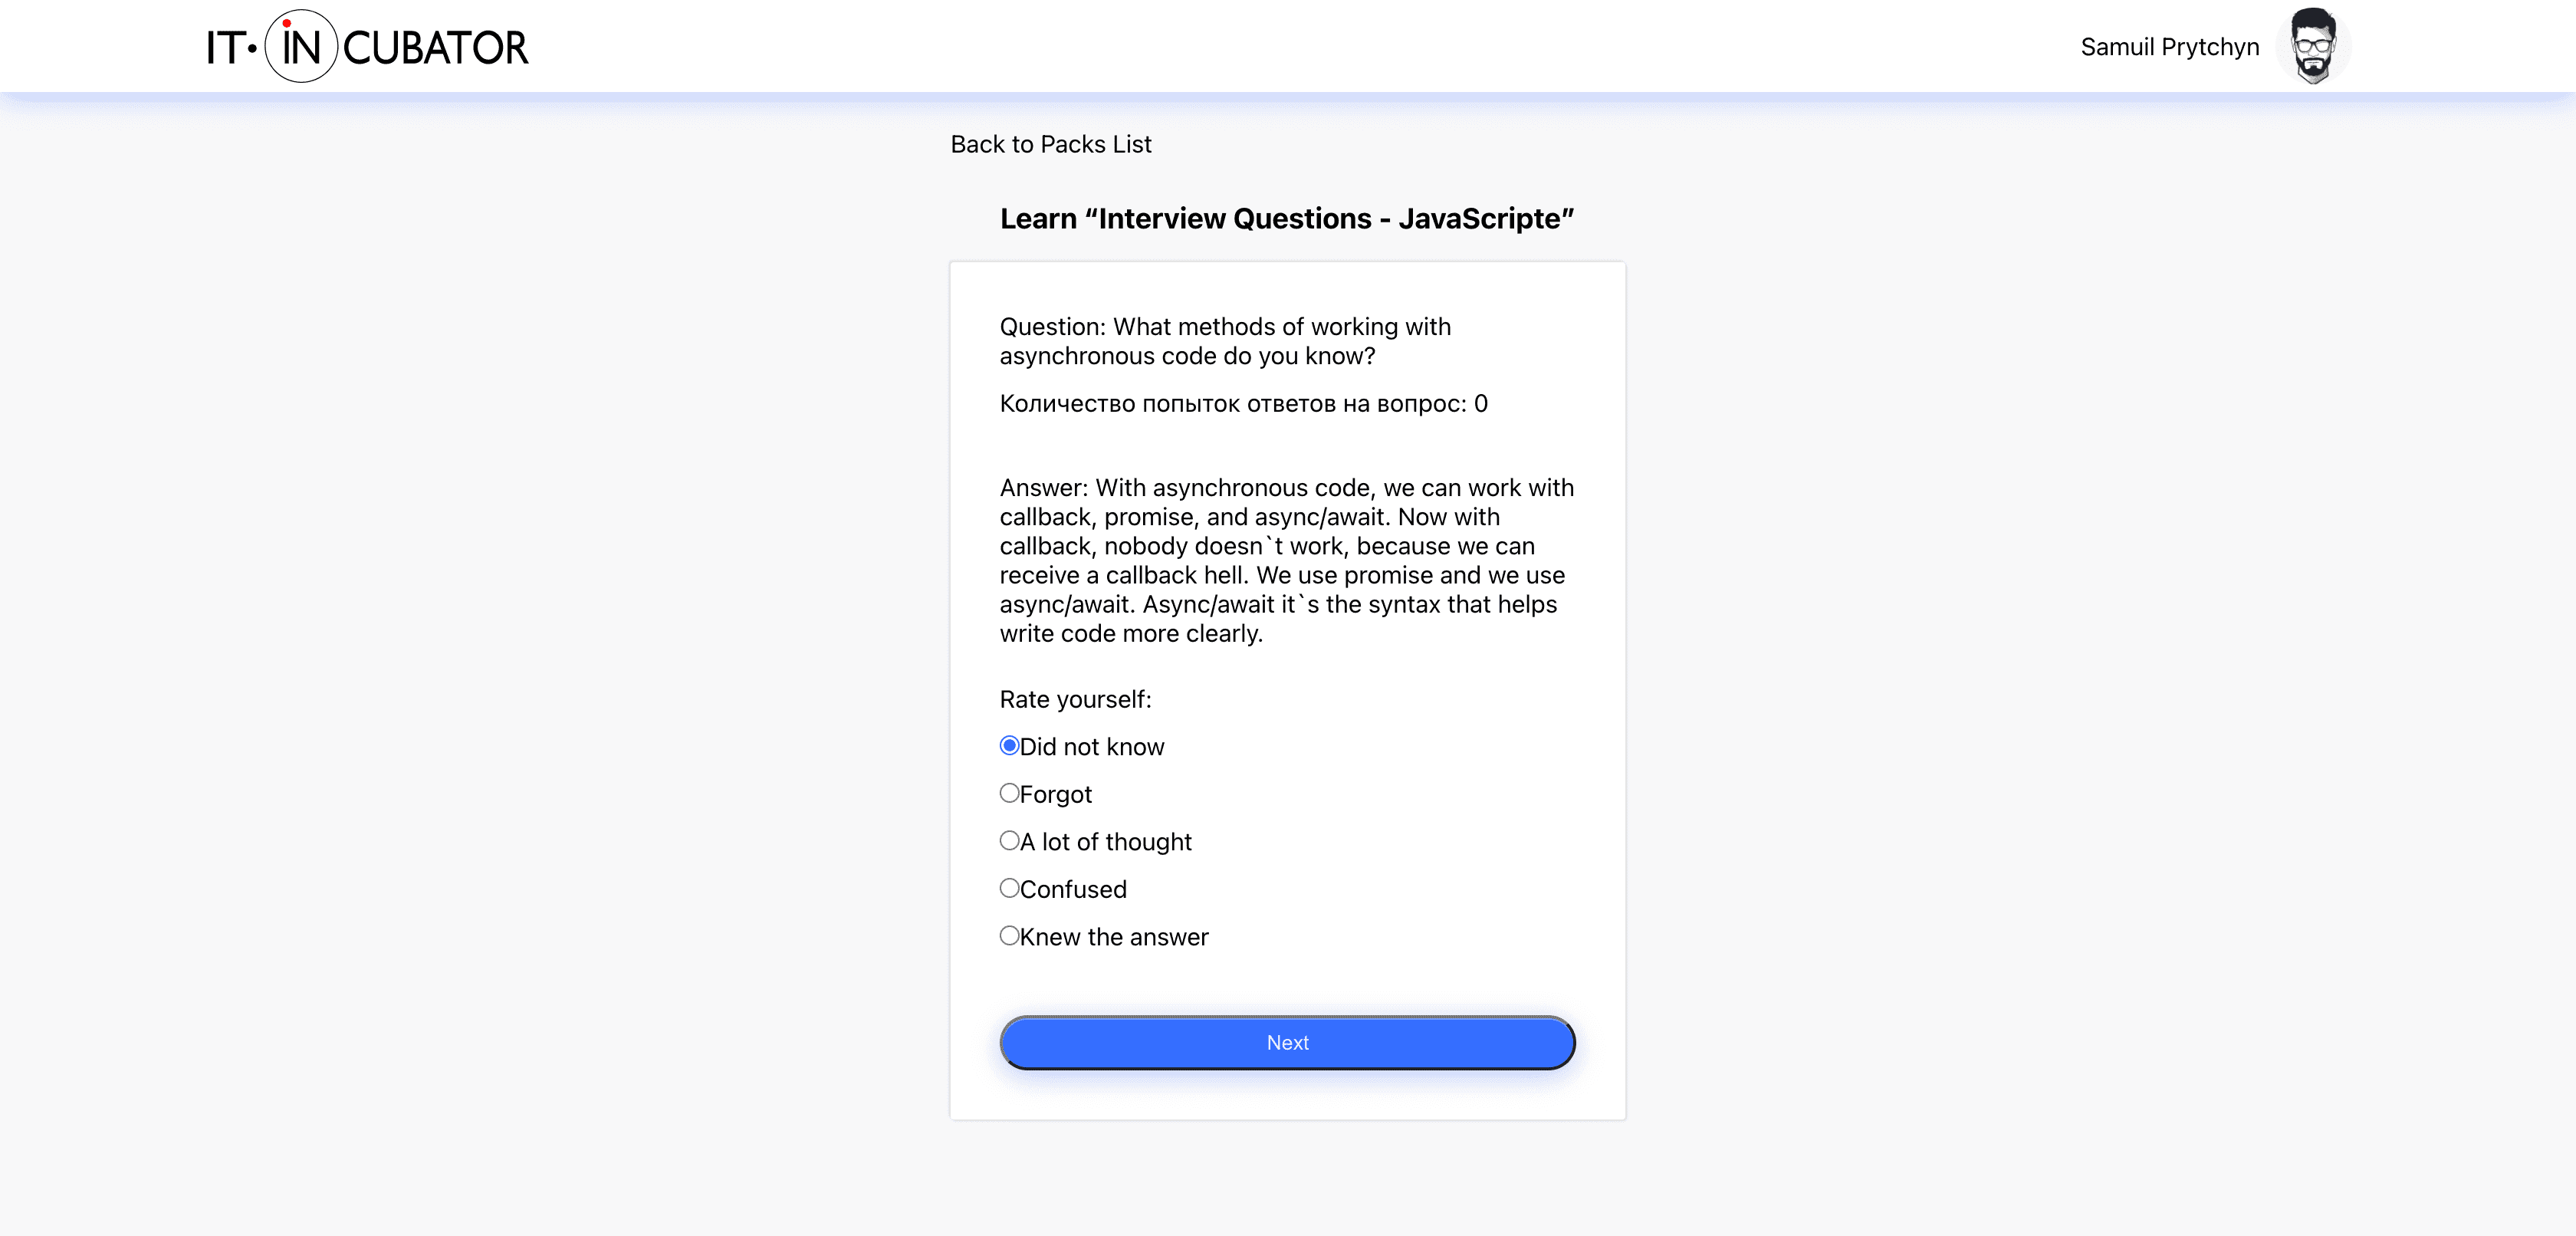 IT·INCUBATOR
Samuil Prytchyn
Back to Packs List
Learn “Interview Questions - JavaScripte”
Question: What methods of working with
asynchronous code do you know?
Количество попыток ответов на вопрос: 0
Answer: With asynchronous code, we can work with
callback, promise, and async/await. Now with
callback, nobody doesn`t work, because we can
receive a callback hell. We use promise and we use
async/await. Async/await it`s the syntax that helps
write code more clearly.
Rate yourself:
Did not know
Forgot
A lot of thought
Confused
Knew the answer
Next